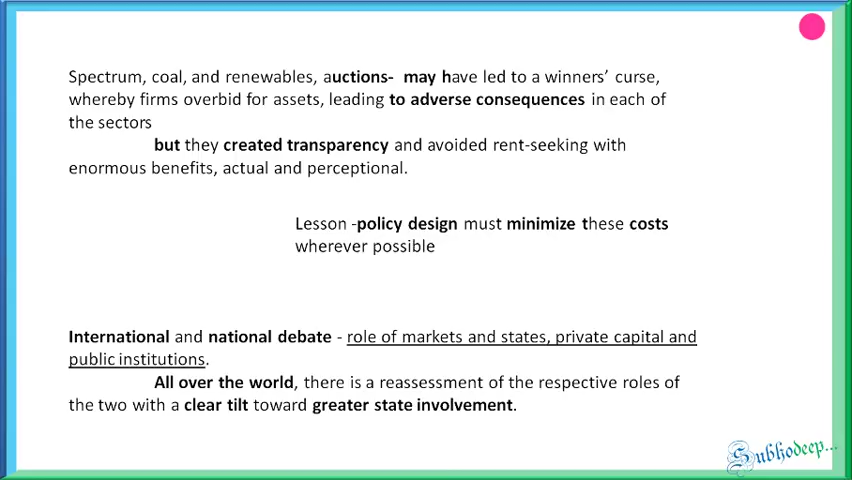 Spectrum, coal, and renewables, auctions-  may have led to a winners’ curse,
whereby firms overbid for assets, leading to adverse consequences in each of
the sectors
but they created transparency and avoided rent-seeking with
enormous benefits, actual and perceptional.
Lesson -policy design must minimize these costs
wherever possible
International and national debate - role of markets and states, private capital and
public institutions.
All over the world, there is a reassessment of the respective roles of
the two with a clear tilt toward greater state involvement.
Subhodeep...